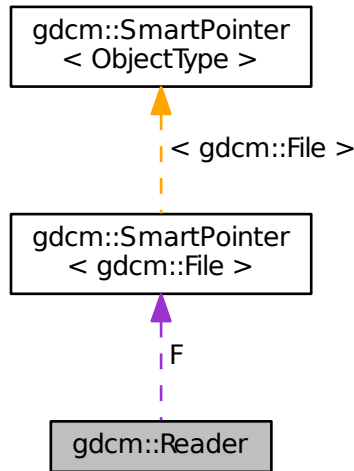 gdcm::SmartPointer
< ObjectType >
< gdcm::File >
gdcm::SmartPointer
< gdcm::File >
F
gdcm::Reader